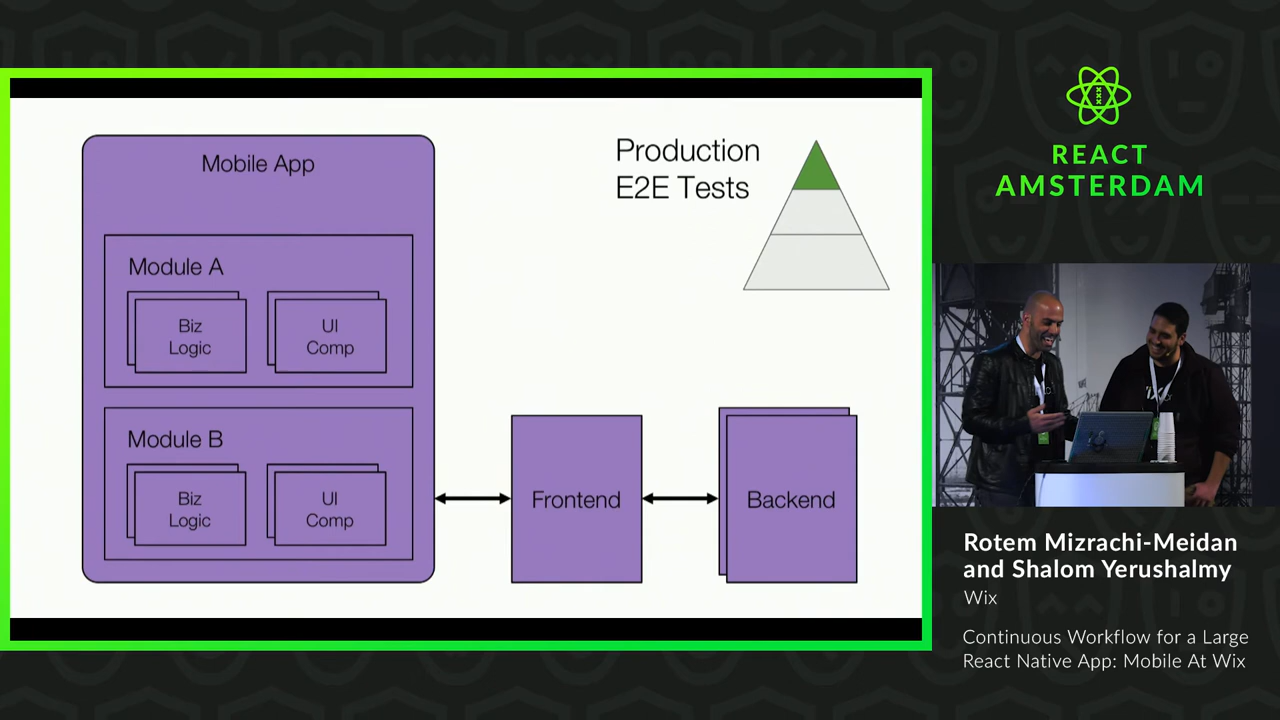 Mobile App
Production
E2E Tests
Module A
Biz
Logic
UI
Comp
Module B
Biz
Logic
UI
Comp
Frontend
Backend
REACT
AMSTERDAM
Rotem Mizrachi-Meidan
and Shalom Yerushalmy
Wix
Continuous Workflow for a Large
React Native App: Mobile At Wix